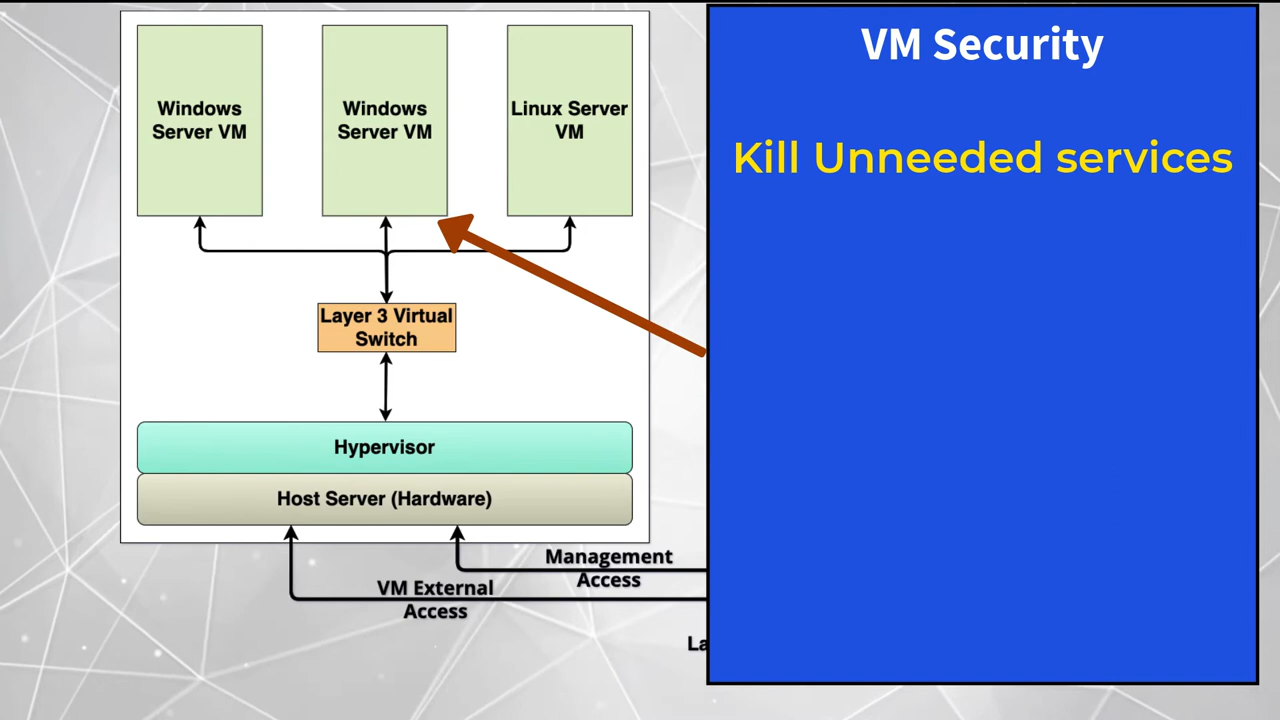 VM Security
Kill Unneeded services
Windows
Server VM
Windows
Server VM
Linux Server
VM
Layer 3 Virtual
Switch
Hypervisor
Host Server (Hardware)
Management
Access
VM External
Access
La